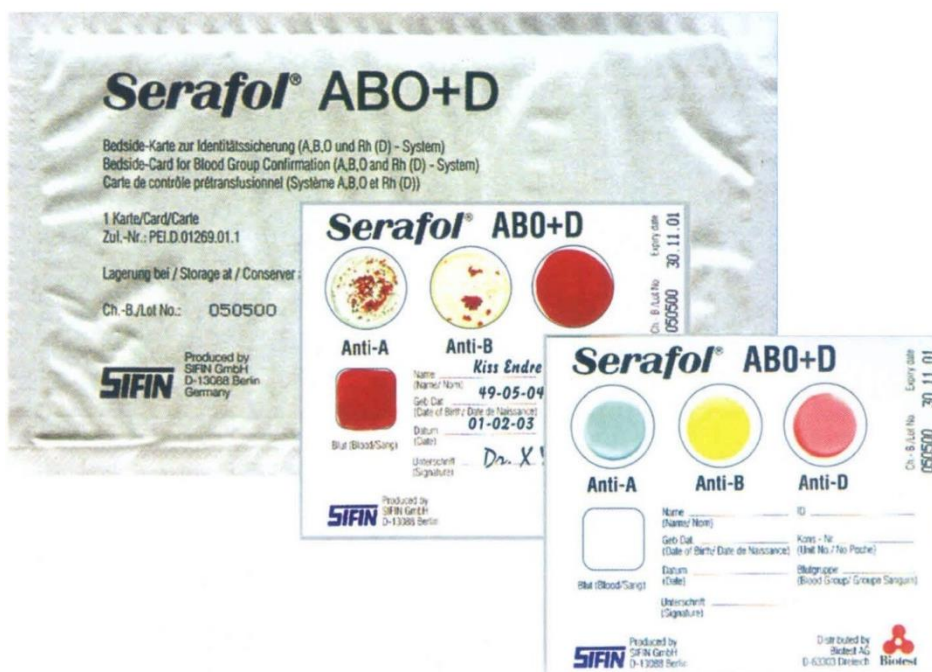 Serafol® ABO+D
Bedside-Karte zur Identitätssicherung (A,B,O und Rh (D) - System)
Bedside-Card for Blood Group Confirmation (A,B,O and Rh (D) - System)
Carte de contrôle prétransfusionnel (Système A,B,O et Rh (D))
1 Karte/Card/Carte
Zul.-Nr.: PEI.D.01269.01.1
Lagerung bei / Storage at / Conserver
Ch.-B./Lot No.: 050500
SIFIN
Produced by
SIFIN GmbH
D-13088 Berlin
Germany
Serafol® ABO+D
Anti-A
Anti-B
Blut (Blood/Sang)
Name Kiss Endre
(Name/ Nom)
Geb Dat. 49-05-04
(Date of Birth/ Date de Naissance)
Datum 01-02-03
(Date)
Unterschrift Dr. X
(Signature)
SIFIN
Produced by
SIFIN GmbH
D-13088 Berlin
Expiry date
30.11.01
Ch.-B./Lot No
050500
Serafol® ABO+D
Anti-A
Anti-B
Anti-D
Blut (Blood/Sang)
Name
(Name/ Nom)
ID
Geb Dat.
(Date of Birth/ Date de Naissance)
Kons - Nr
(Unit No./ No Poche)
Datum
(Date)
Blutgruppe
(Blood Group/ Groupe Sanguin)
Unterschrift
(Signature)
SIFIN
Produced by
SIFIN GmbH
D-13088 Berlin
Distributed by
Biotest AG
D-63303 Dreieich
Biotest
Expiry date
30 11 01
Ch.-B./Lot No
050500